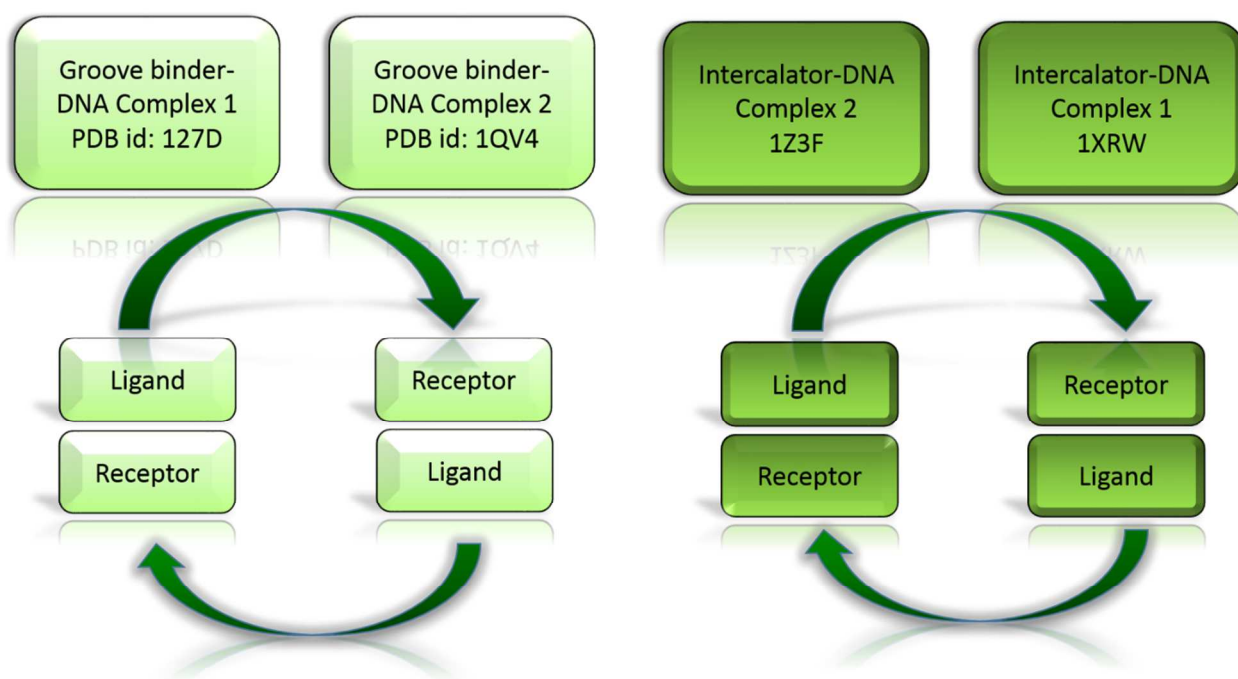 Groove binder-
DNA Complex 1
PDB id: 127D
Groove binder-
DNA Complex 2
PDB id: 1QV4
Intercalator-DNA
Complex 2
1Z3F
Intercalator-DNA
Complex 1
1XRW
Ligand
Receptor
Receptor
Ligand
Ligand
Receptor
Receptor
Ligand